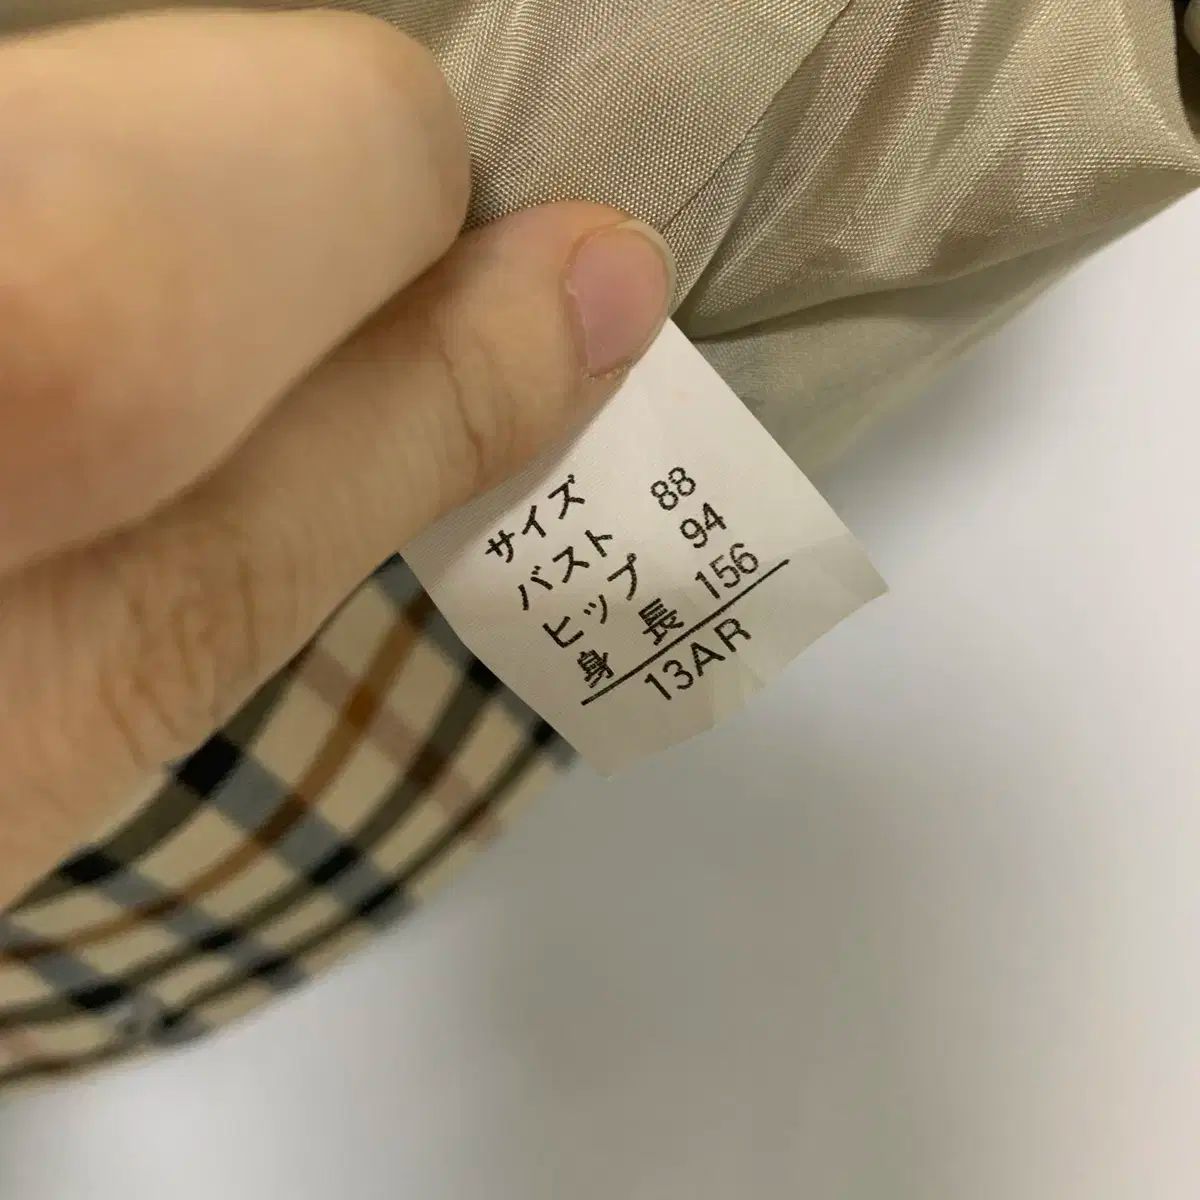 サイズ
バスト 88
ヒップ 94
身長 156
13AR